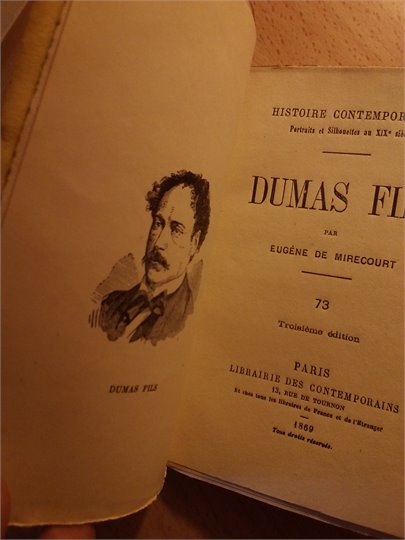 DUMAS FILS
HISTOIRE CONTEMPOR
Portraits et Silhouettes au XIXe siè
DUMAS FIL
PAR
EUGÈNE DE MIRECOURT
73
Troisième édition
PARIS
LIBRAIRIE DES CONTEMPORAINS
13, RUE DE TOURNON
Et chez tous les libraires de France et de l'Etranger
1869
Tous droits réservés.